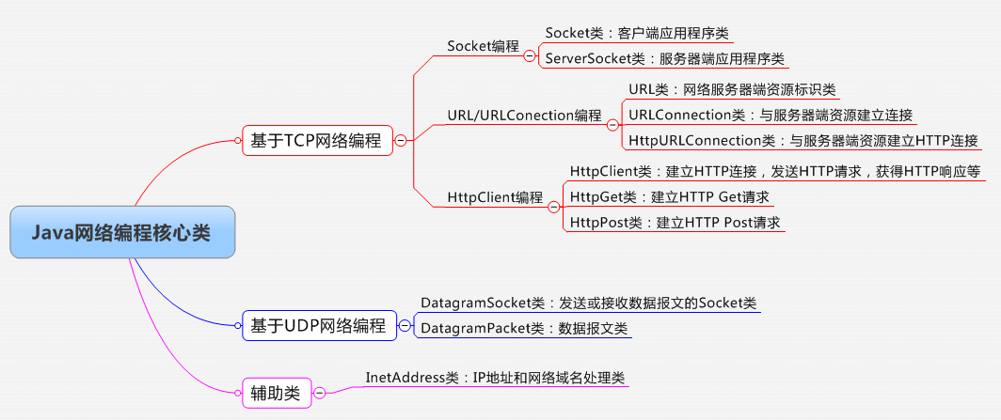 Java网络编程核心类
基于TCP网络编程
Socket编程
Socket类：客户端应用程序类
ServerSocket类：服务器端应用程序类
URL/URLConection编程
URL类：网络服务器端资源标识类
URLConnection类：与服务器端资源建立连接
HttpURLConnection类：与服务器端资源建立HTTP连接
HttpClient编程
HttpClient类：建立HTTP连接，发送HTTP请求，获得HTTP响应等
HttpGet类：建立HTTP Get请求
HttpPost类：建立HTTP Post请求
基于UDP网络编程
DatagramSocket类：发送或接收数据报文的Socket类
DatagramPacket类：数据报文类
辅助类
InetAddress类：IP地址和网络域名处理类